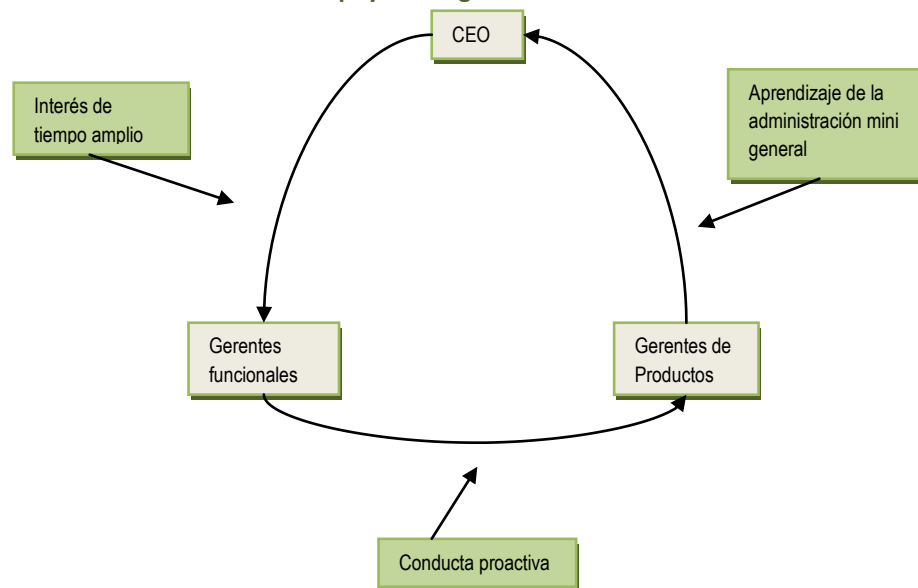 CEO
Interés de
tiempo amplio
Aprendizaje de la
administración mini
general
Gerentes
funcionales
Gerentes de
Productos
Conducta proactiva